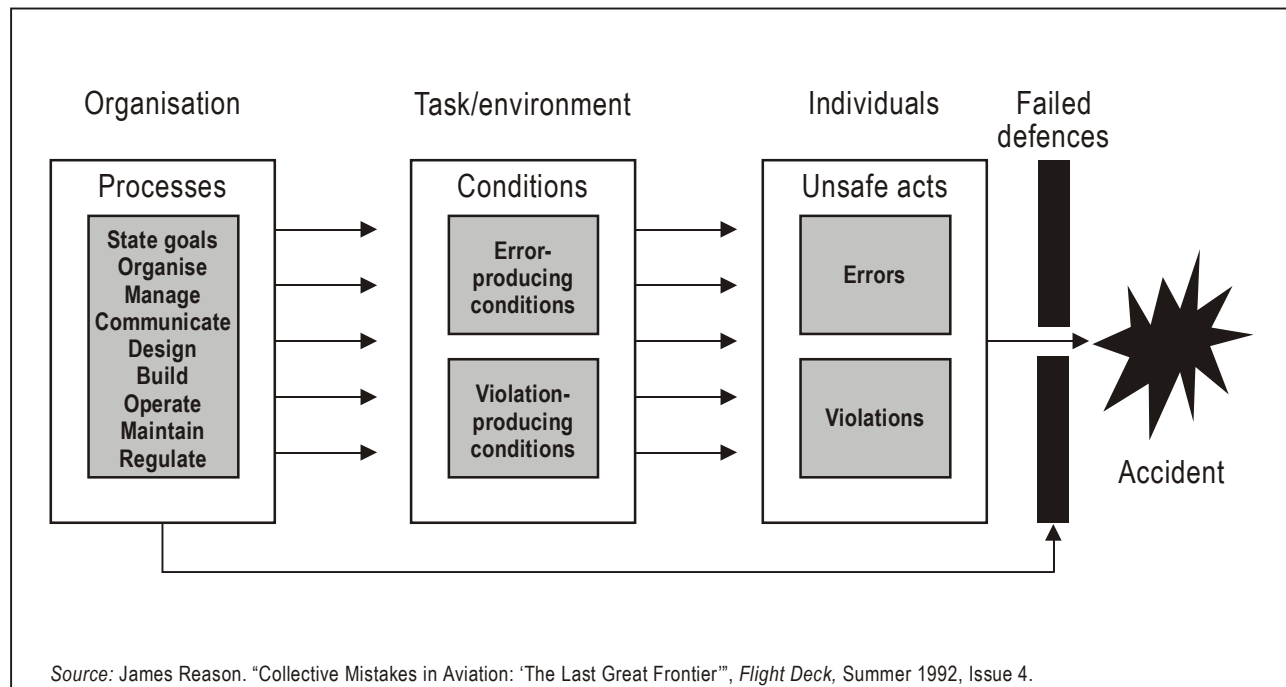 Organisation
Task/environment
Individuals
Failed
defences
Processes
State goals
Organise
Manage
Communicate
Design
Build
Operate
Maintain
Regulate
Conditions
Error-
producing
conditions
Violation-
producing
conditions
Unsafe acts
Errors
Violations
Accident
Source: James Reason. “Collective Mistakes in Aviation: ‘The Last Great Frontier’”, Flight Deck, Summer 1992, Issue 4.